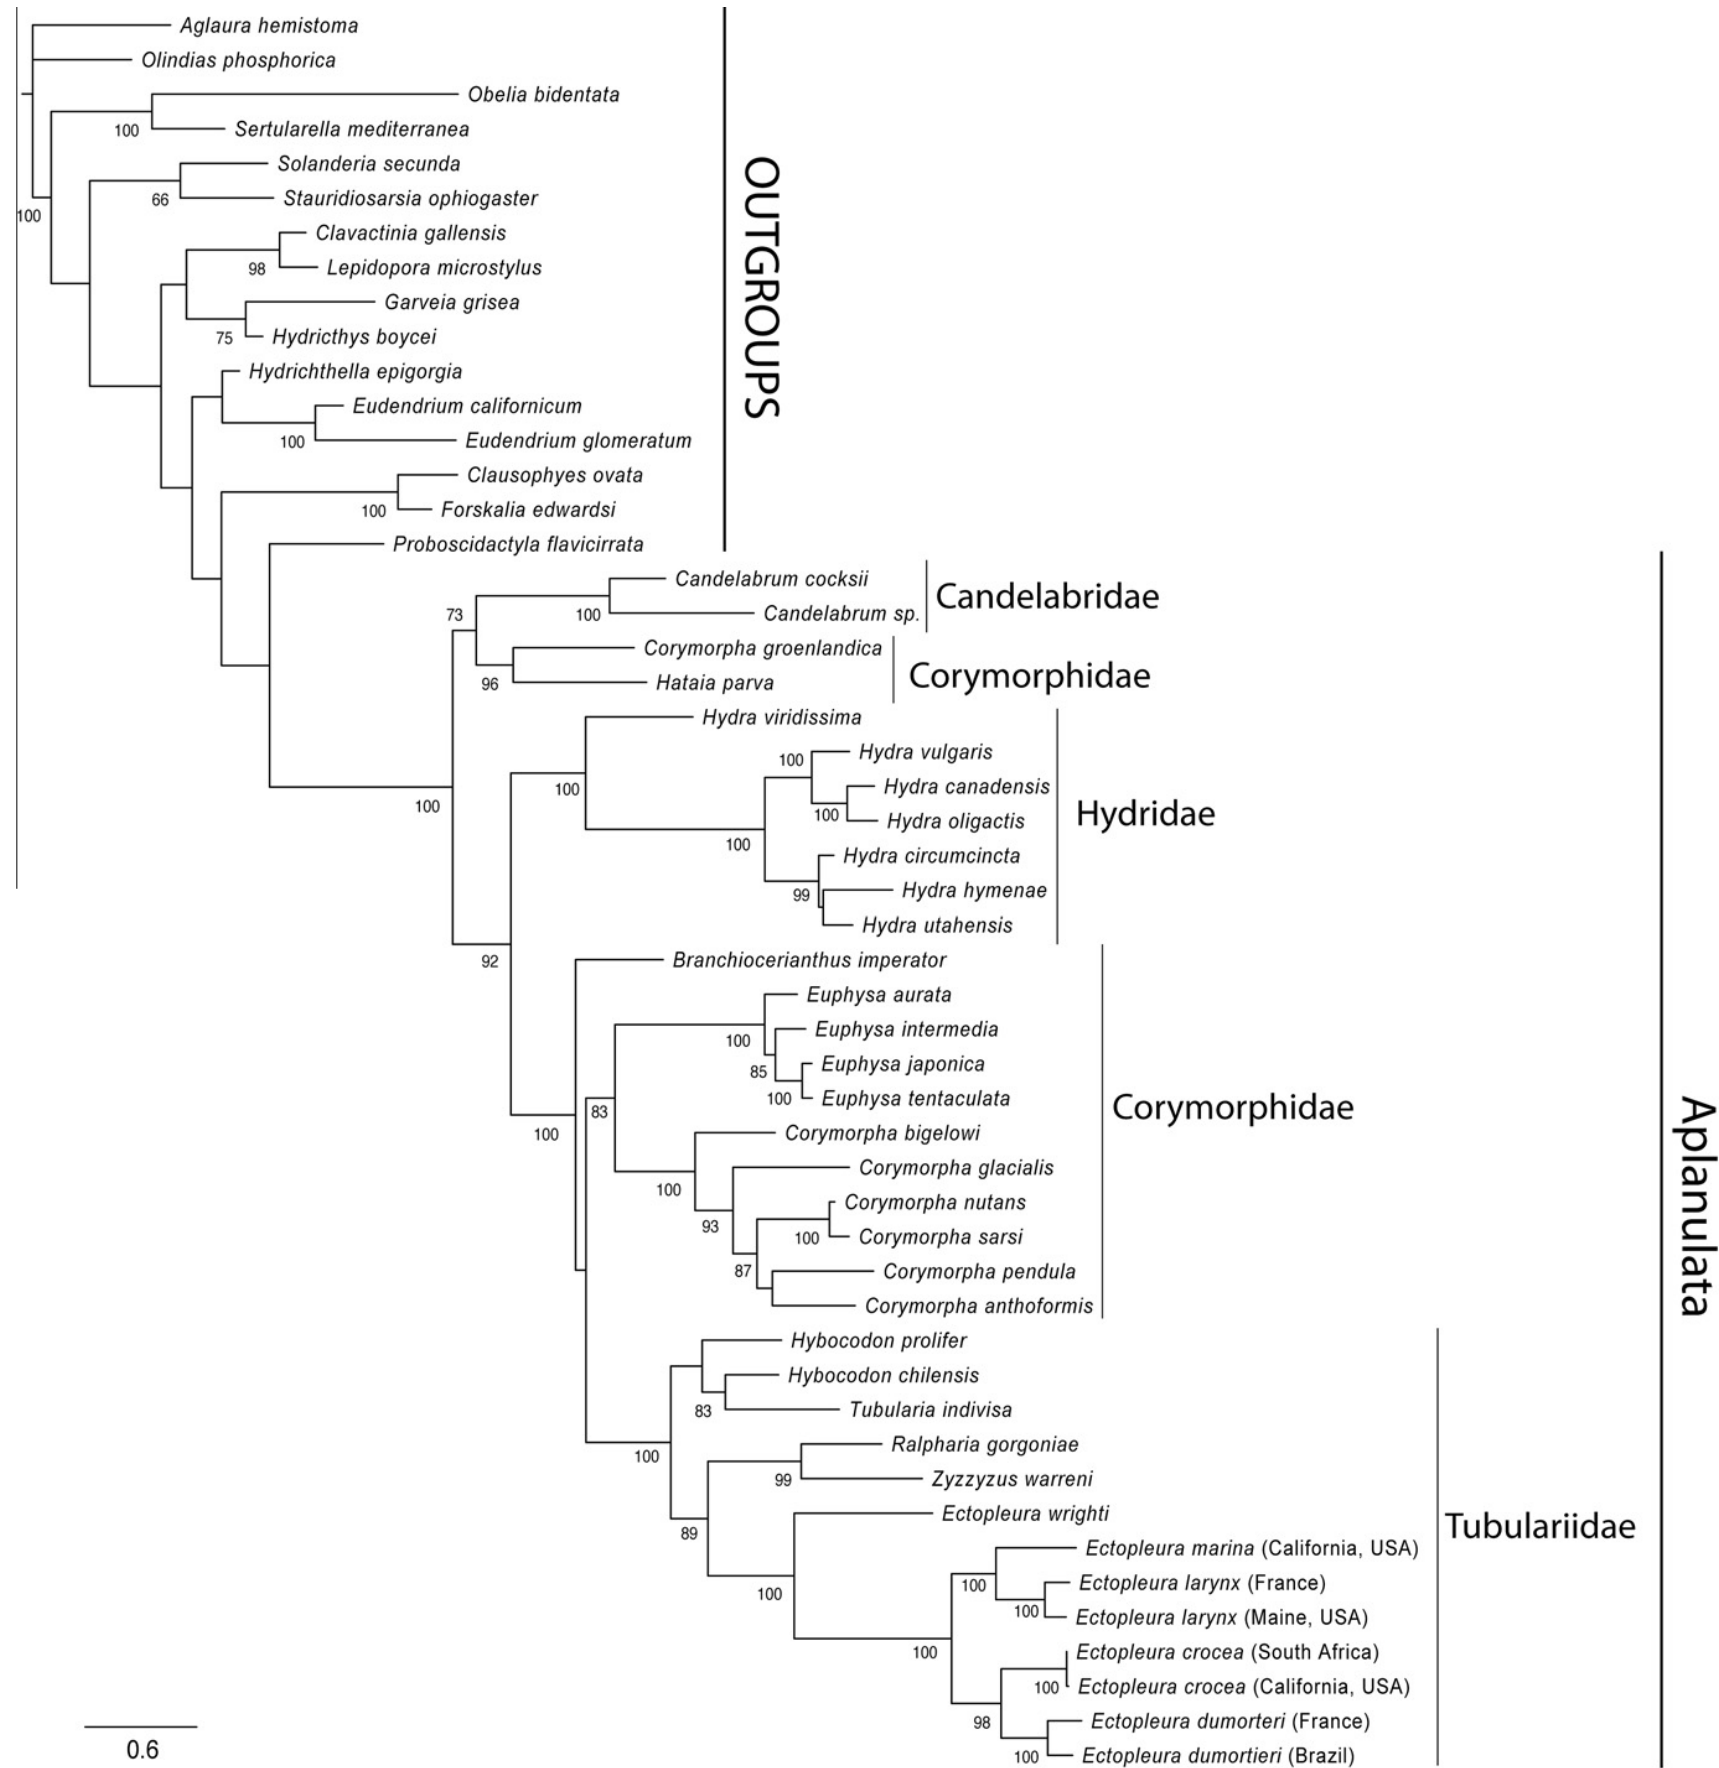 Aglaura hemistoma
Olindias phosphorica
Obelia bidentata
100
Sertularella mediterranea
Solanderia secunda
66
Stauridiosarsia ophiogaster
100
Clavactinia gallensis
98
Lepidopora microstylus
Garveia grisea
75
Hydricthys boycei
Hydrichthella epigorgia
Eudendrium californicum
100
Eudendrium glomeratum
Clausophyes ovata
100
Forskalia edwardsi
Proboscidactyla flavicirrata
OUTGROUPS
Candelabrum cocksii
73
100
Candelabrum sp.
Candelabridae
Corymorpha groenlandica
96
Hataia parva
Corymorphidae
Hydra viridissima
100
Hydra vulgaris
100
Hydra canadensis
100
Hydra oligactis
100
100
Hydra circumcincta
99
Hydra hymenae
Hydra utahensis
Hydridae
92
Branchiocerianthus imperator
Euphysa aurata
100
Euphysa intermedia
85
Euphysa japonica
100
Euphysa tentaculata
83
100
Corymorpha bigelowi
Corymorpha glacialis
100
Corymorpha nutans
93
100
Corymorpha sarsi
87
Corymorpha pendula
Corymorpha anthoformis
Corymorphidae
Hybocodon prolifer
Hybocodon chilensis
83
Tubularia indivisa
100
Ralpharia gorgoniae
99
Zyzzyzus warreni
89
Ectopleura wrighti
Ectopleura marina (California, USA)
100
100
Ectopleura larynx (France)
100
Ectopleura larynx (Maine, USA)
100
Ectopleura crocea (South Africa)
100
Ectopleura crocea (California, USA)
98
Ectopleura dumorteri (France)
100
Ectopleura dumortieri (Brazil)
Tubulariidae
Aplanulata
0.6